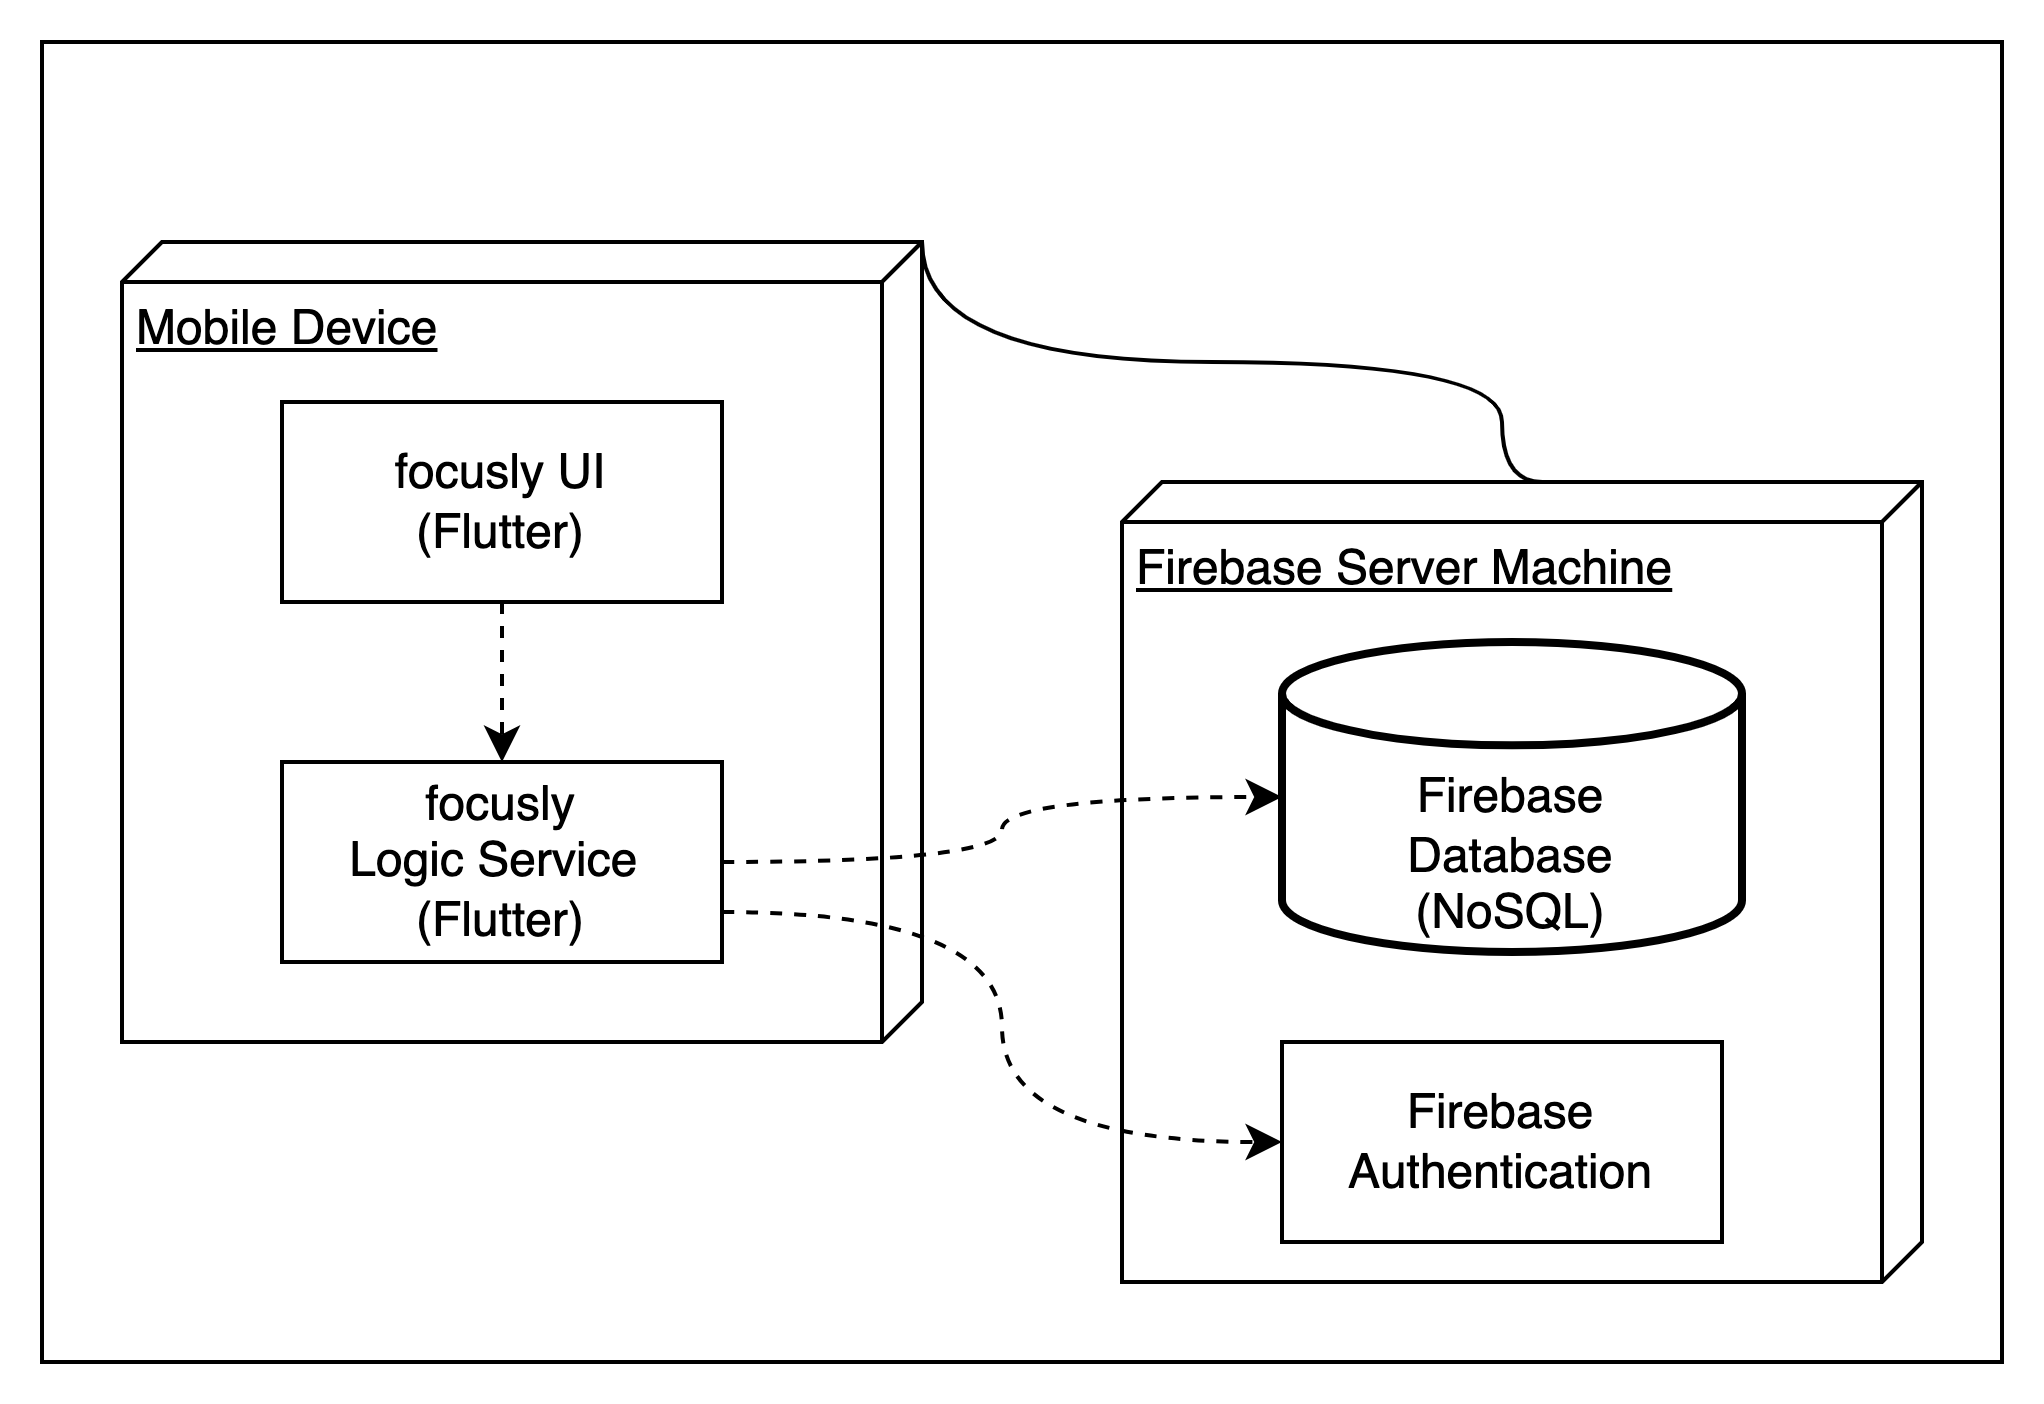 Mobile Device
focusly UI
(Flutter)
focusly
Logic Service
(Flutter)
Firebase Server Machine
Firebase
Database
(NoSQL)
Firebase
Authentication